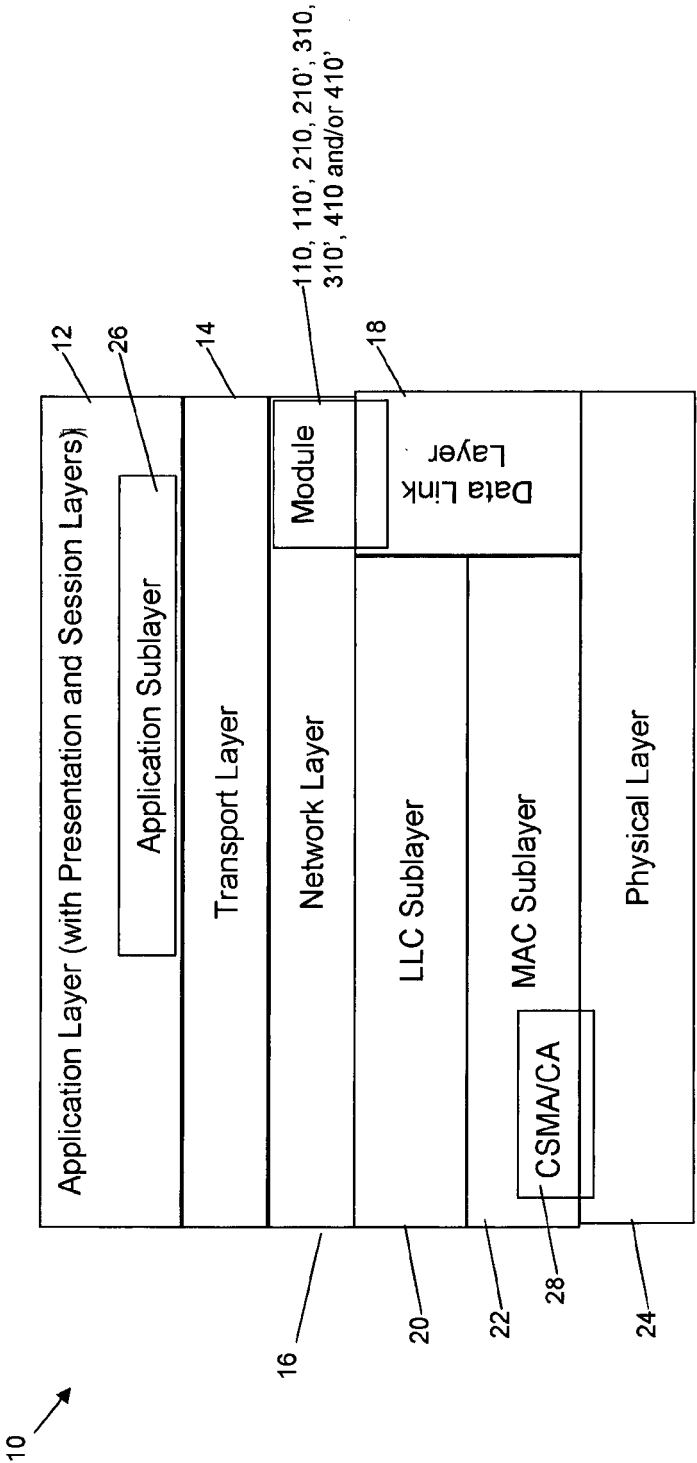 10
Application Layer (with Presentation and Session Layers)
12
Application Sublayer
26
Transport Layer
14
16
Network Layer
Module
110, 110', 210, 210', 310,
310', 410 and/or 410'
20
LLC Sublayer
Data Link
Layer
18
22
MAC Sublayer
28
CSMA/CA
24
Physical Layer